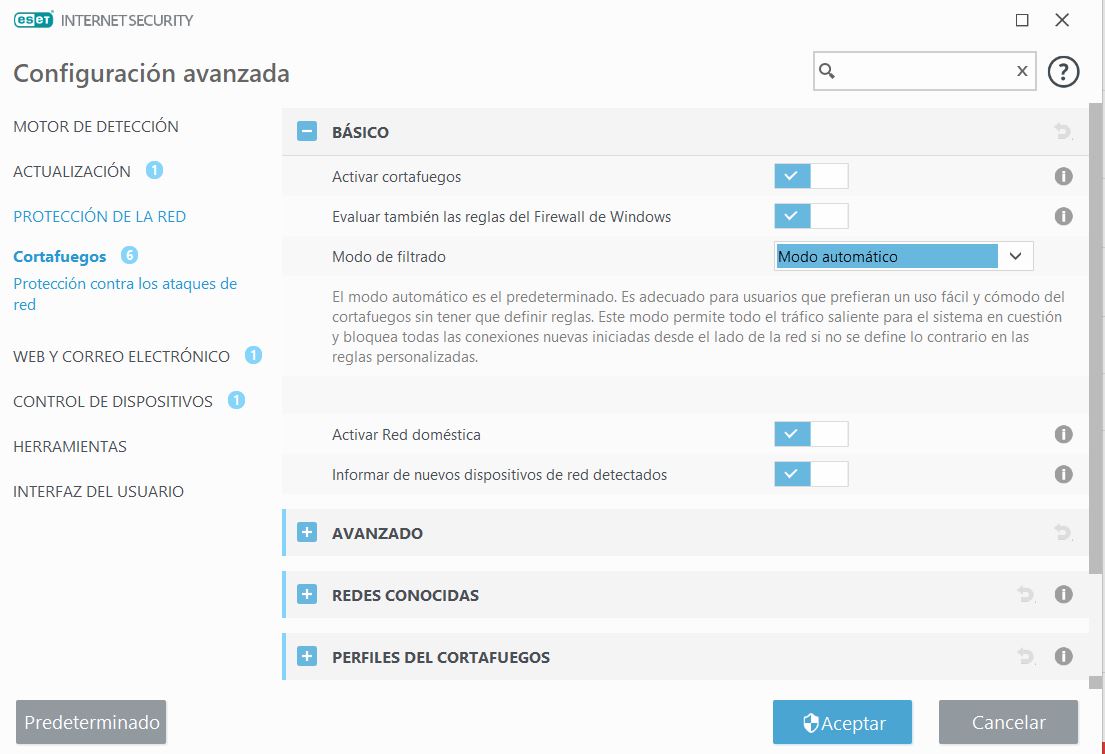 eset INTERNET SECURITY
Configuración avanzada
x
?
MOTOR DE DETECCIÓN
ACTUALIZACIÓN 1
PROTECCIÓN DE LA RED
Cortafuegos 6
Protección contra los ataques de
red
WEB Y CORREO ELECTRÓNICO 1
CONTROL DE DISPOSITIVOS 1
HERRAMIENTAS
INTERFAZ DEL USUARIO
BÁSICO
Activar cortafuegos
Evaluar también las reglas del Firewall de Windows
Modo de filtrado Modo automático
El modo automático es el predeterminado. Es adecuado para usuarios que prefieran un uso fácil y cómodo del
cortafuegos sin tener que definir reglas. Este modo permite todo el tráfico saliente para el sistema en cuestión
y bloquea todas las conexiones nuevas iniciadas desde el lado de la red si no se define lo contrario en las
reglas personalizadas.
Activar Red doméstica
Informar de nuevos dispositivos de red detectados
AVANZADO
REDES CONOCIDAS
PERFILES DEL CORTAFUEGOS
Predeterminado
Aceptar
Cancelar